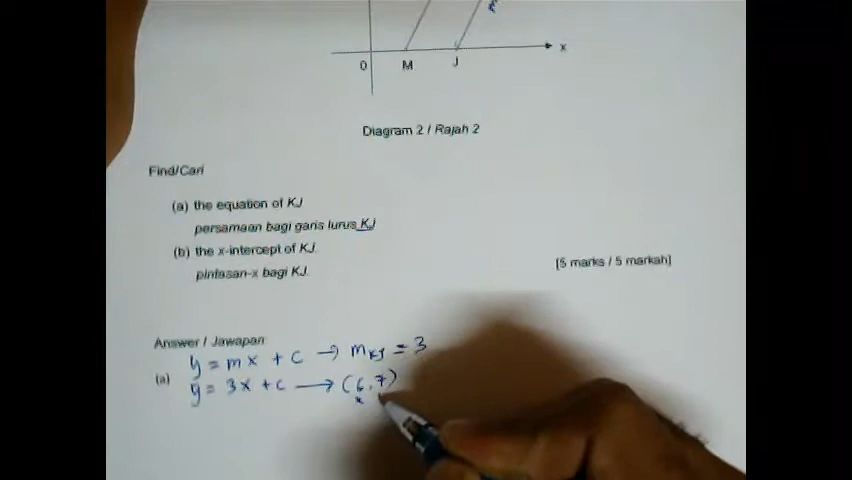 x
0 M J
Diagram 2 / Rajah 2
Find/Cari
(a) the equation of KJ
persamaan bagi garis lurus KJ
(b) the x-intercept of KJ.
pintasan-x bagi KJ.
[5 marks / 5 markah]
Answer / Jawapan:
y = mx + c → m_KJ = 3
(a) y = 3x + c → (6, 7)
x